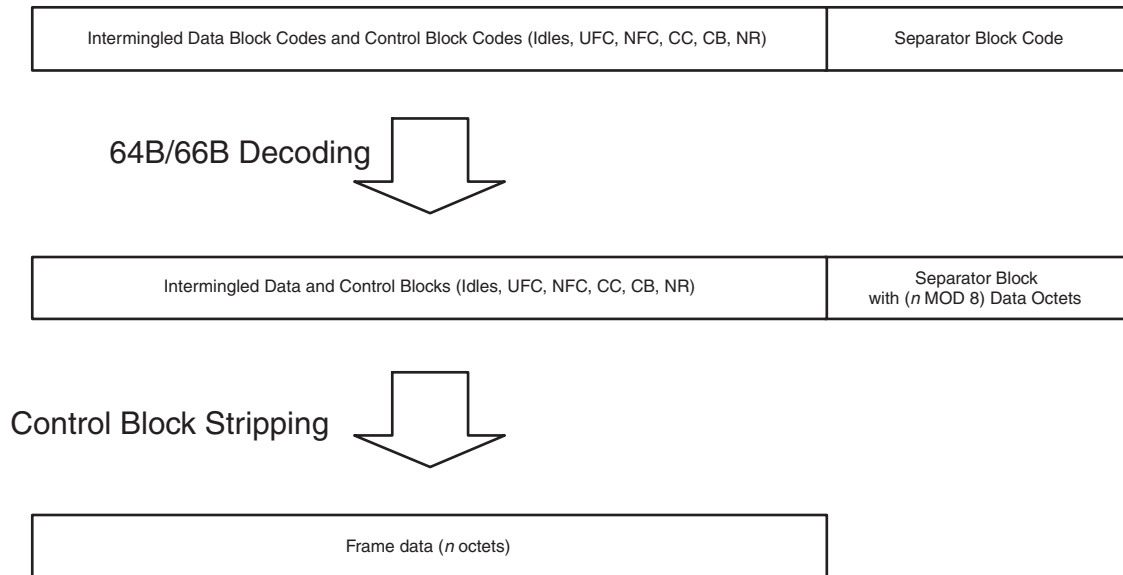 Intermingled Data Block Codes and Control Block Codes (Idles, UFC, NFC, CC, CB, NR)
Separator Block Code
64B/66B Decoding
Intermingled Data and Control Blocks (Idles, UFC, NFC, CC, CB, NR)
Separator Block
with (n MOD 8) Data Octets
Control Block Stripping
Frame data (n octets)